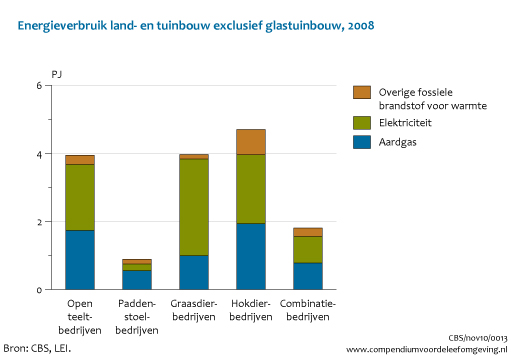 Energieverbruik land- en tuinbouw exclusief glastuinbouw, 2008
PJ
6
4
2
0
Overige fossiele
brandstof voor warmte
Elektriciteit
Aardgas
Open
teelt-
bedrijven
Padden-
stoel-
bedrijven
Graasdier-
bedrijven
Hokdier-
bedrijven
Combinatie-
bedrijven
Bron: CBS, LEI.
CBS/nov10/0013
www.compendiumvoordeleefomgeving.nl